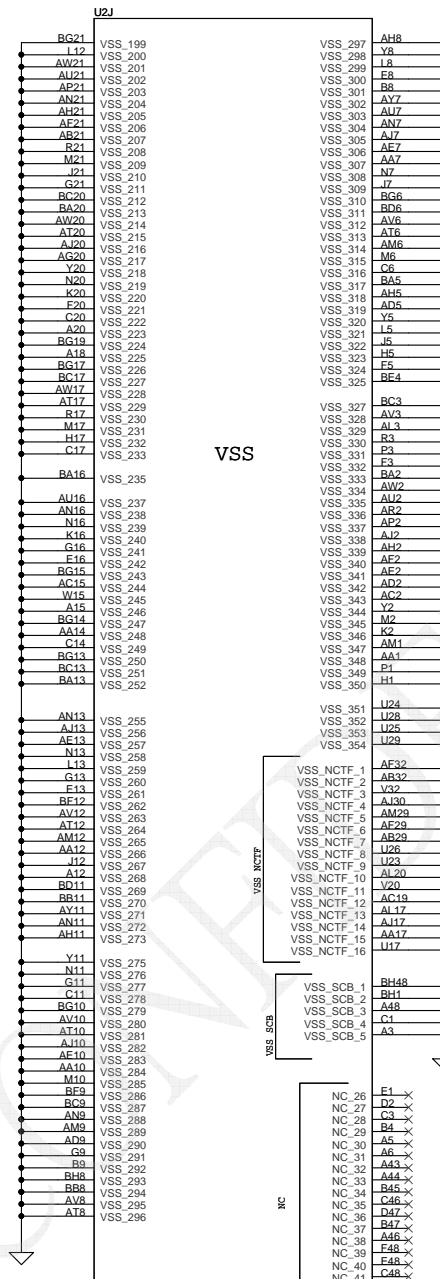 U2J
BG21 VSS_199
L12 VSS_200
AW21 VSS_201
AU21 VSS_202
AP21 VSS_203
AN21 VSS_204
AH21 VSS_205
AF21 VSS_206
AB21 VSS_207
R21 VSS_208
M21 VSS_209
J21 VSS_210
G21 VSS_211
BC20 VSS_212
BA20 VSS_213
AW20 VSS_214
AT20 VSS_215
AJ20 VSS_216
AG20 VSS_217
Y20 VSS_218
N20 VSS_219
K20 VSS_220
F20 VSS_221
C20 VSS_222
A20 VSS_223
BG19 VSS_224
A18 VSS_225
BG17 VSS_226
BC17 VSS_227
AW17 VSS_228
AT17 VSS_229
R17 VSS_230
M17 VSS_231
H17 VSS_232
C17 VSS_233
BA16 VSS_235
AU16 VSS_237
AN16 VSS_238
N16 VSS_239
K16 VSS_240
G16 VSS_241
E16 VSS_242
BG15 VSS_243
AC15 VSS_244
W15 VSS_245
A15 VSS_246
BG14 VSS_247
AA14 VSS_248
C14 VSS_249
BG13 VSS_250
BC13 VSS_251
BA13 VSS_252
AN13 VSS_255
AJ13 VSS_256
AE13 VSS_257
N13 VSS_258
L13 VSS_259
G13 VSS_260
E13 VSS_261
BF12 VSS_262
AV12 VSS_263
AT12 VSS_264
AM12 VSS_265
AA12 VSS_266
J12 VSS_267
A12 VSS_268
BD11 VSS_269
BB11 VSS_270
AY11 VSS_271
AN11 VSS_272
AH11 VSS_273
Y11 VSS_275
N11 VSS_276
G11 VSS_277
C11 VSS_278
BG10 VSS_279
AV10 VSS_280
AT10 VSS_281
AJ10 VSS_282
AE10 VSS_283
AA10 VSS_284
M10 VSS_285
BF9 VSS_286
BC9 VSS_287
AN9 VSS_288
AM9 VSS_289
AD9 VSS_290
G9 VSS_291
B9 VSS_292
BH8 VSS_293
BB8 VSS_294
AV8 VSS_295
AT8 VSS_296
VSS
VSS_297 AH8
VSS_298 Y8
VSS_299 L8
VSS_300 E8
VSS_301 B8
VSS_302 AY7
VSS_303 AU7
VSS_304 AN7
VSS_305 AJ7
VSS_306 AE7
VSS_307 AA7
VSS_308 N7
VSS_309 J7
VSS_310 BG6
VSS_311 BD6
VSS_312 AV6
VSS_313 AT6
VSS_314 AM6
VSS_315 M6
VSS_316 C6
VSS_317 BA5
VSS_318 AH5
VSS_319 AD5
VSS_320 Y5
VSS_321 L5
VSS_322 J5
VSS_323 H5
VSS_324 F5
VSS_325 BE4
VSS_327 BC3
VSS_328 AV3
VSS_329 AL3
VSS_330 R3
VSS_331 P3
VSS_332 F3
VSS_333 BA2
VSS_334 AW2
VSS_335 AU2
VSS_336 AR2
VSS_337 AP2
VSS_338 AJ2
VSS_339 AH2
VSS_340 AF2
VSS_341 AE2
VSS_342 AD2
VSS_343 AC2
VSS_344 Y2
VSS_345 M2
VSS_346 K2
VSS_347 AM1
VSS_348 AA1
VSS_349 P1
VSS_350 H1
VSS_351 U24
VSS_352 U28
VSS_353 U25
VSS_354 U29
VSS NCTF
VSS_NCTF_1 AF32
VSS_NCTF_2 AB32
VSS_NCTF_3 V32
VSS_NCTF_4 AJ30
VSS_NCTF_5 AM29
VSS_NCTF_6 AF29
VSS_NCTF_7 AB29
VSS_NCTF_8 U26
VSS_NCTF_9 U23
VSS_NCTF_10 AL20
VSS_NCTF_11 V20
VSS_NCTF_12 AC19
VSS_NCTF_13 AL17
VSS_NCTF_14 AJ17
VSS_NCTF_15 AA17
VSS_NCTF_16 U17
VSS SCB
VSS_SCB_1 BH48
VSS_SCB_2 BH1
VSS_SCB_3 A48
VSS_SCB_4 C1
VSS_SCB_5 A3
NC
NC_26 E1
NC_27 D2
NC_28 C3
NC_29 B4
NC_30 A5
NC_31 A6
NC_32 A43
NC_33 A44
NC_34 B45
NC_35 C46
NC_36 D47
NC_37 B47
NC_38 A46
NC_39 F48
NC_40 E48
NC_41 C48